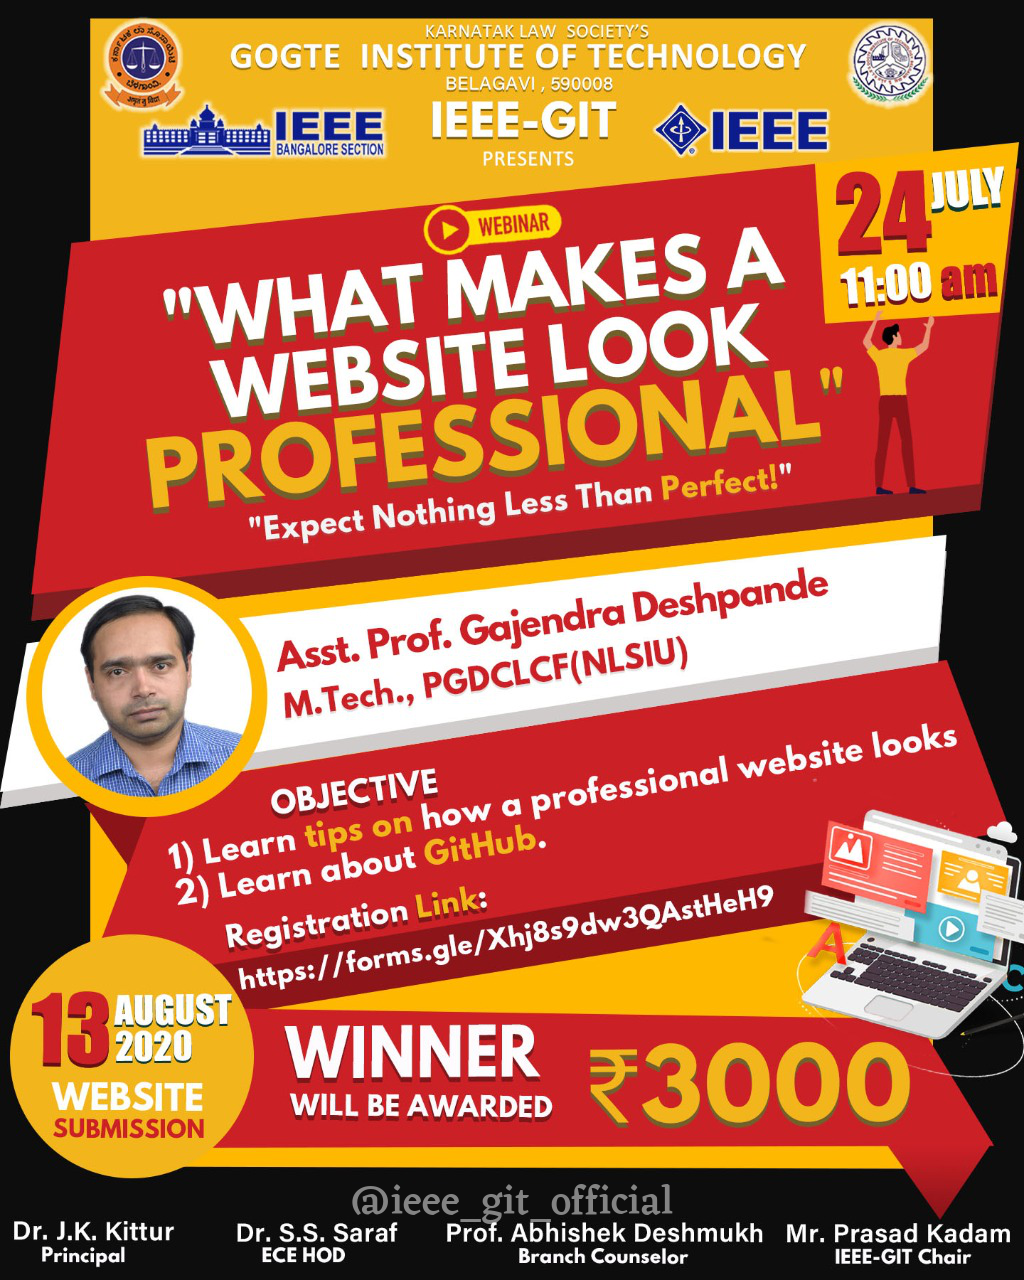 KARNATAK LAW SOCIETY'S
GOGTE INSTITUTE OF TECHNOLOGY
BELAGAVI , 590008
IEEE
BANGALORE SECTION
IEEE-GIT
IEEE
PRESENTS
24 JULY
11:00 am
WEBINAR
"WHAT MAKES A
WEBSITE LOOK
PROFESSIONAL"
"Expect Nothing Less Than Perfect!"
Asst. Prof. Gajendra Deshpande
M.Tech., PGDCLCF(NLSIU)
OBJECTIVE
1) Learn tips on how a professional website looks
2) Learn about GitHub.
Registration Link:
https://forms.gle/Xhj8s9dw3QAstHeH9
13 AUGUST
2020
WEBSITE
SUBMISSION
WINNER
WILL BE AWARDED
₹3000
@ieee_git_official
Dr. J.K. Kittur
Principal
Dr. S.S. Saraf
ECE HOD
Prof. Abhishek Deshmukh
Branch Counselor
Mr. Prasad Kadam
IEEE-GIT Chair